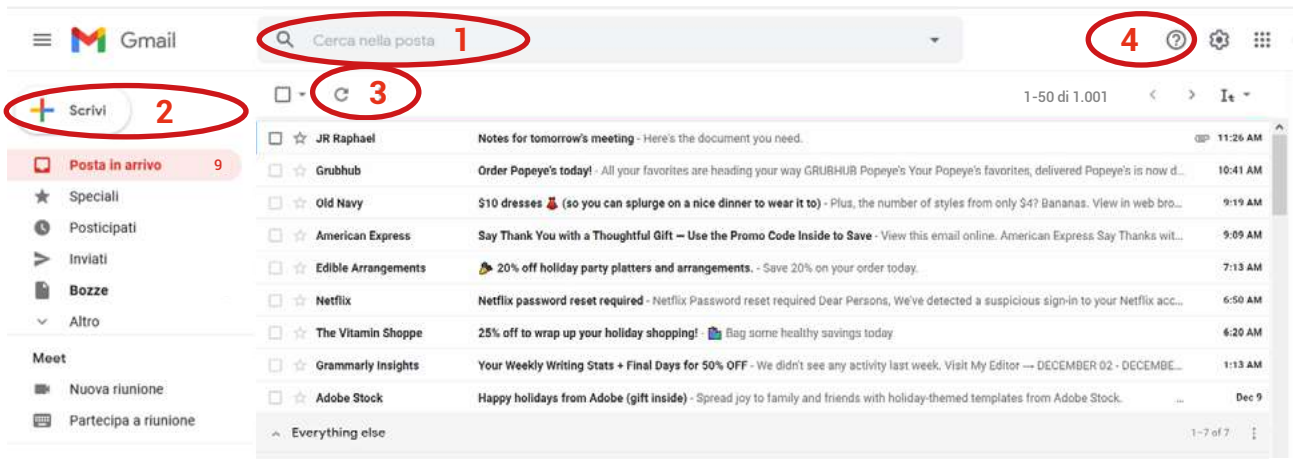 Gmail
Cerca nella posta 1
4
Scrivi 2
3
1-50 di 1.001
Posta in arrivo 9
Speciali
Posticipati
Inviati
Bozze
Altro
Meet
Nuova riunione
Partecipa a riunione
JR Raphael Notes for tomorrow's meeting - Here's the document you need. 11:26 AM
Grubhub Order Popeye's today! - All your favorites are heading your way GRUBHUB Popeye's Your Popeye's favorites, delivered Popeye's is now d... 10:41 AM
Old Navy $10 dresses 👗 (so you can splurge on a nice dinner to wear it to) - Plus, the number of styles from only $4? Bananas. View in web bro... 9:19 AM
American Express Say Thank You with a Thoughtful Gift — Use the Promo Code Inside to Save - View this email online. American Express Say Thanks wit... 9:09 AM
Edible Arrangements 🎉 20% off holiday party platters and arrangements. - Save 20% on your order today. 7:13 AM
Netflix Netflix password reset required - Netflix Password reset required Dear Persons, We've detected a suspicious sign-in to your Netflix acc... 6:50 AM
The Vitamin Shoppe 25% off to wrap up your holiday shopping! - 🛍 Bag some healthy savings today 6:20 AM
Grammarly Insights Your Weekly Writing Stats + Final Days for 50% OFF - We didn't see any activity last week. Visit My Editor → DECEMBER 02 - DECEMBE... 1:13 AM
Adobe Stock Happy holidays from Adobe (gift inside) - Spread joy to family and friends with holiday-themed templates from Adobe Stock. ... Dec 9
Everything else 1–7 of 7